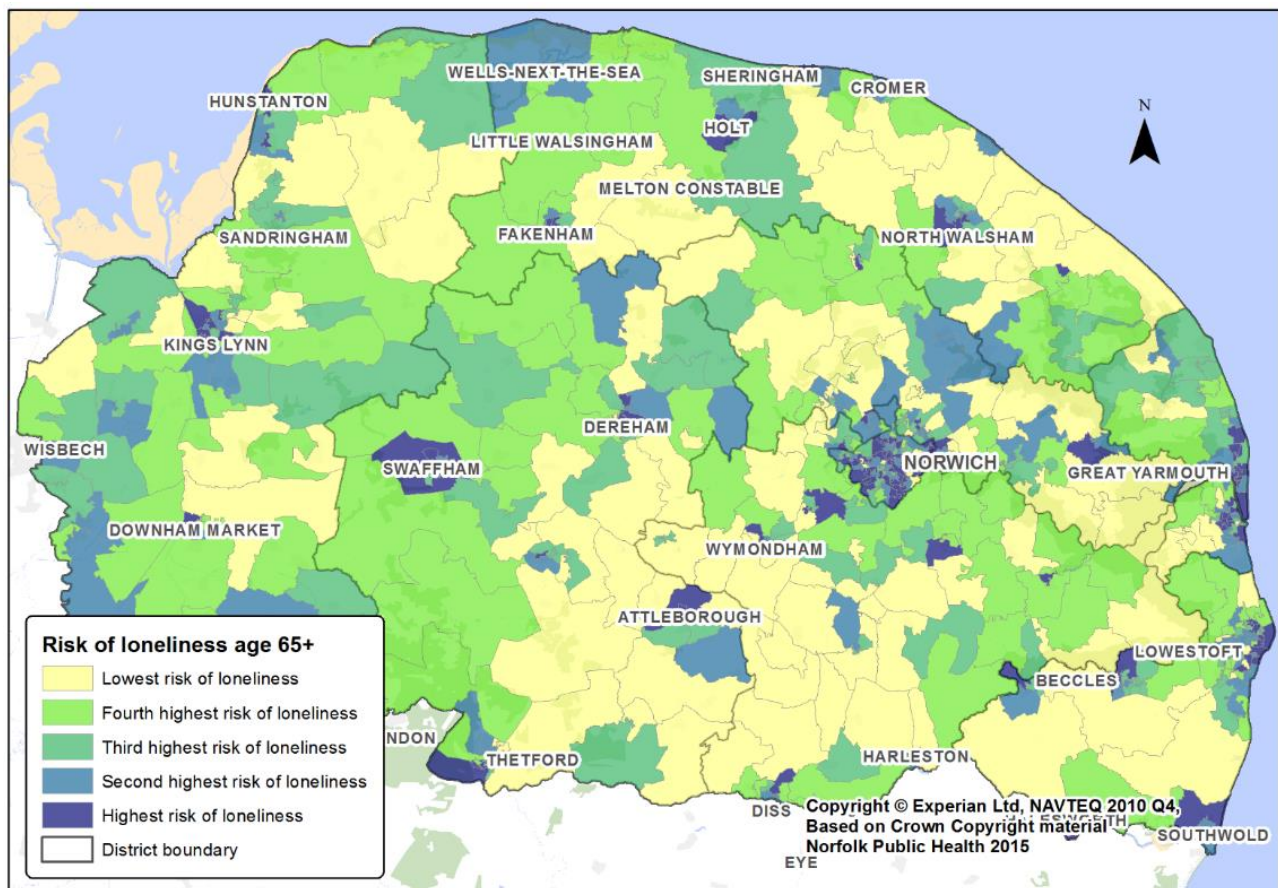 WELLS-NEXT-THE-SEA
SHERINGHAM
CROMER
HUNSTANTON
HOLT
N
LITTLE WALSINGHAM
MELTON CONSTABLE
SANDRINGHAM
FAKENHAM
NORTH WALSHAM
KINGS LYNN
DEREHAM
WISBECH
SWAFFHAM
NORWICH
GREAT YARMOUTH
DOWNHAM MARKET
WYMONDHAM
ATTLEBOROUGH
LOWESTOFT
BECCLES
NDON
THETFORD
HARLESTON
DISS
SOUTHWOLD
EYE
Risk of loneliness age 65+
Lowest risk of loneliness
Fourth highest risk of loneliness
Third highest risk of loneliness
Second highest risk of loneliness
Highest risk of loneliness
District boundary
Copyright © Experian Ltd, NAVTEQ 2010 Q4,
Based on Crown Copyright material
Norfolk Public Health 2015